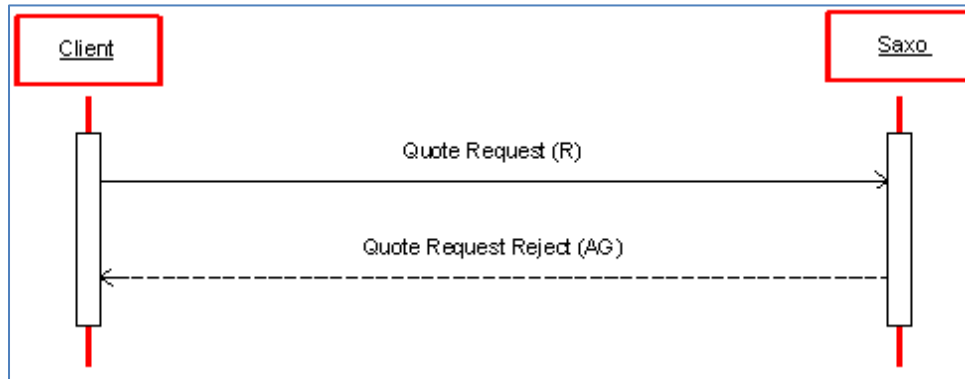 Client
Saxo
Quote Request (R)
Quote Request Reject (AG)